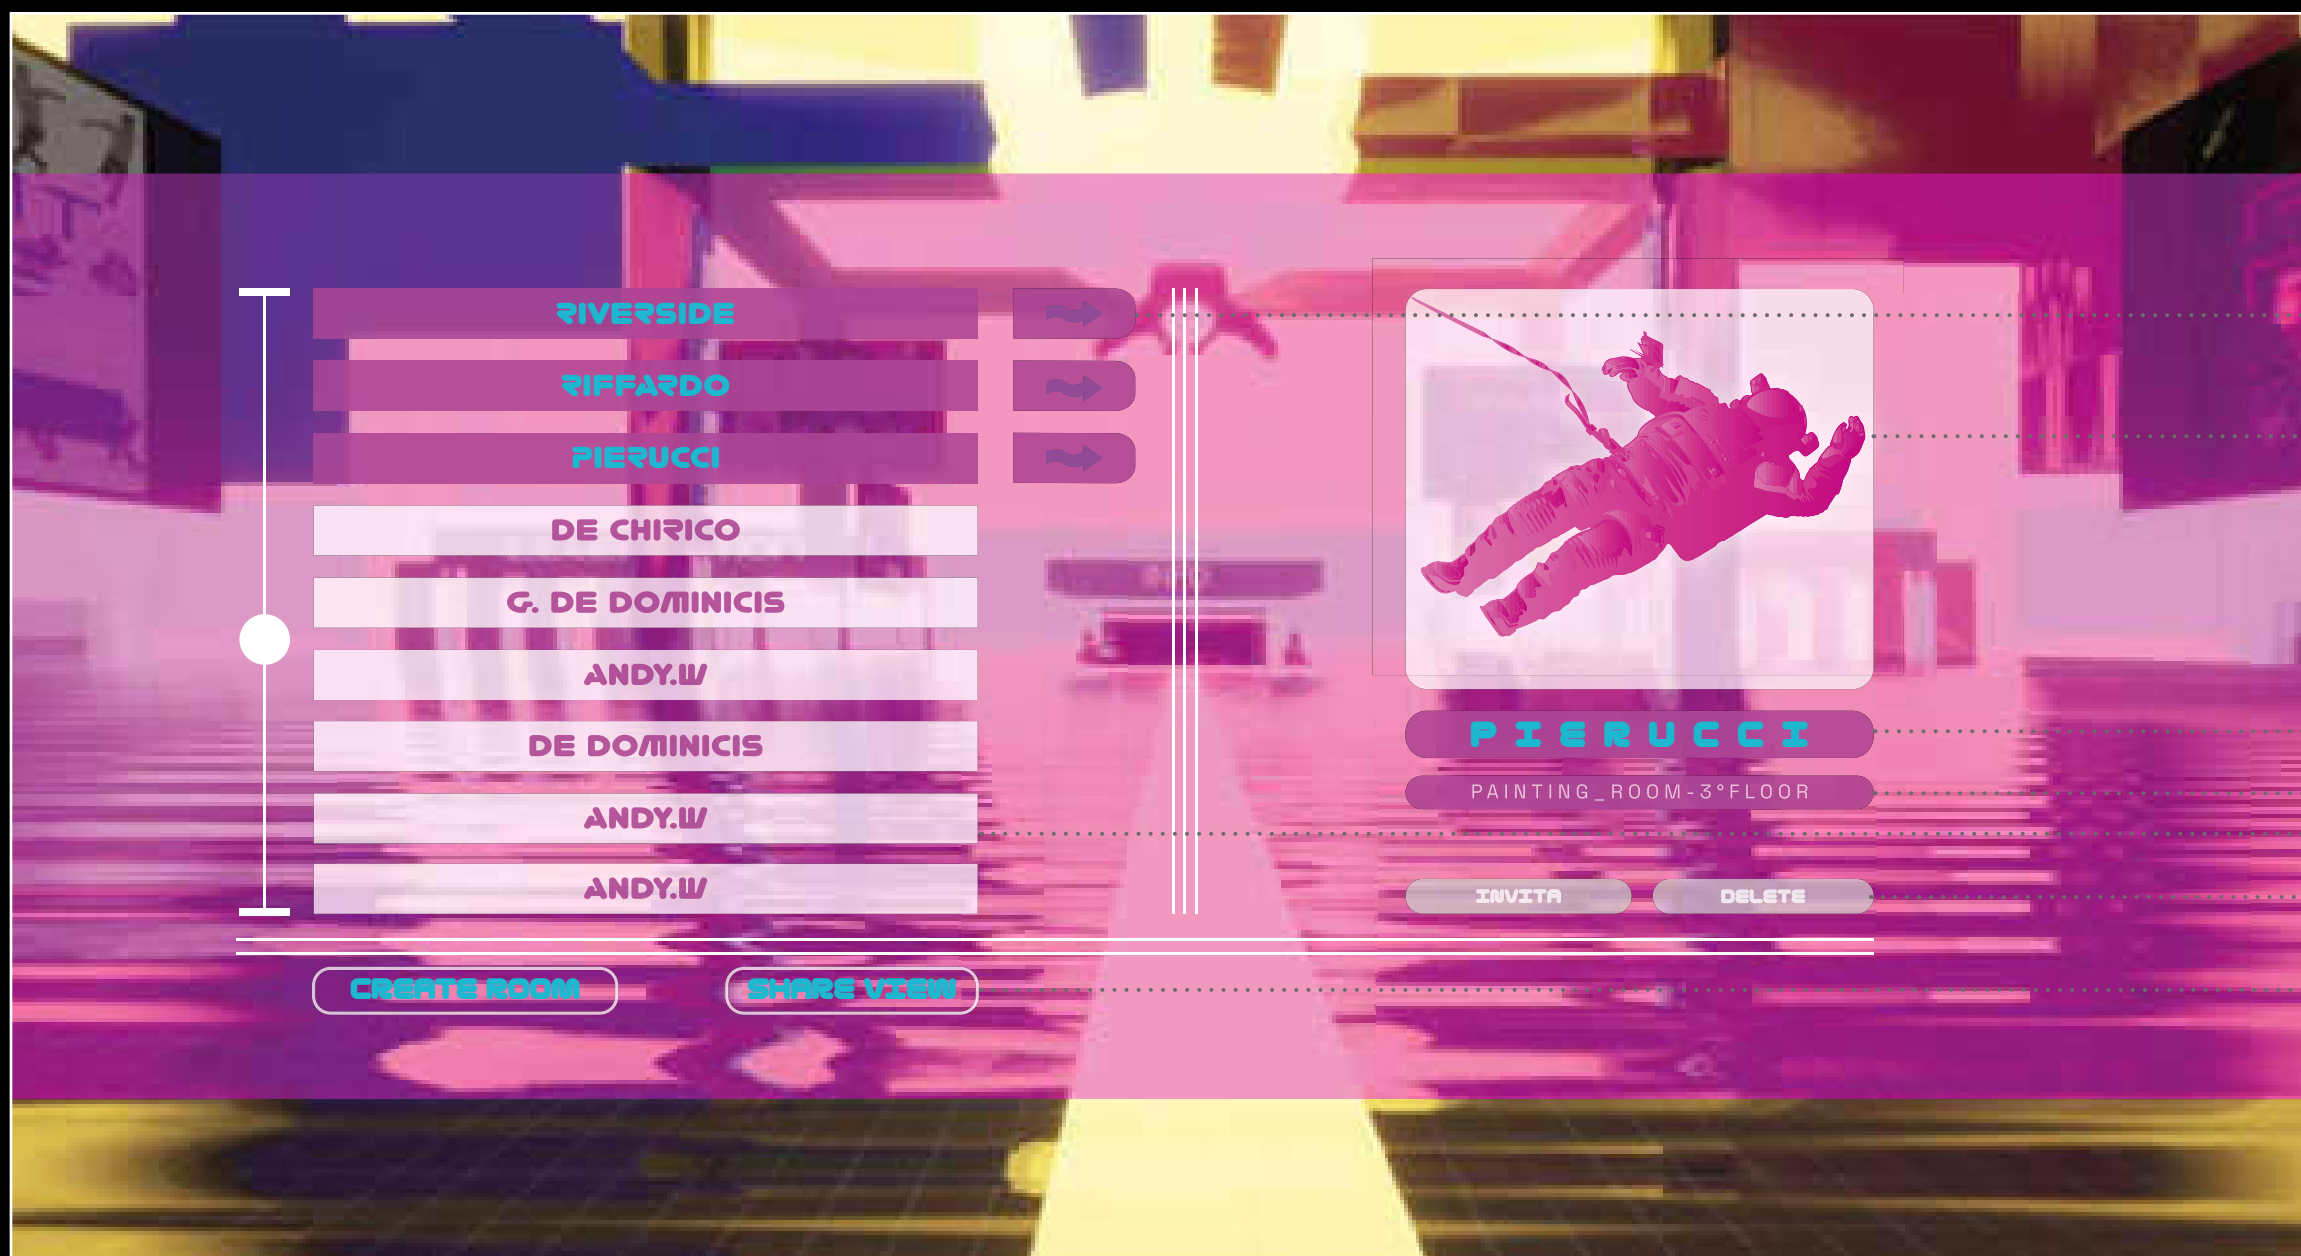 RIVERSIDE
RIFFARDO
PIERUCCI
DE CHIRICO
G. DE DOMINICIS
ANDY.W
DE DOMINICIS
ANDY.W
ANDY.W
CREATE ROOM
SHARE VIEW
PIERUCCI
PAINTING_ROOM-3°FLOOR
INVITA
DELETE